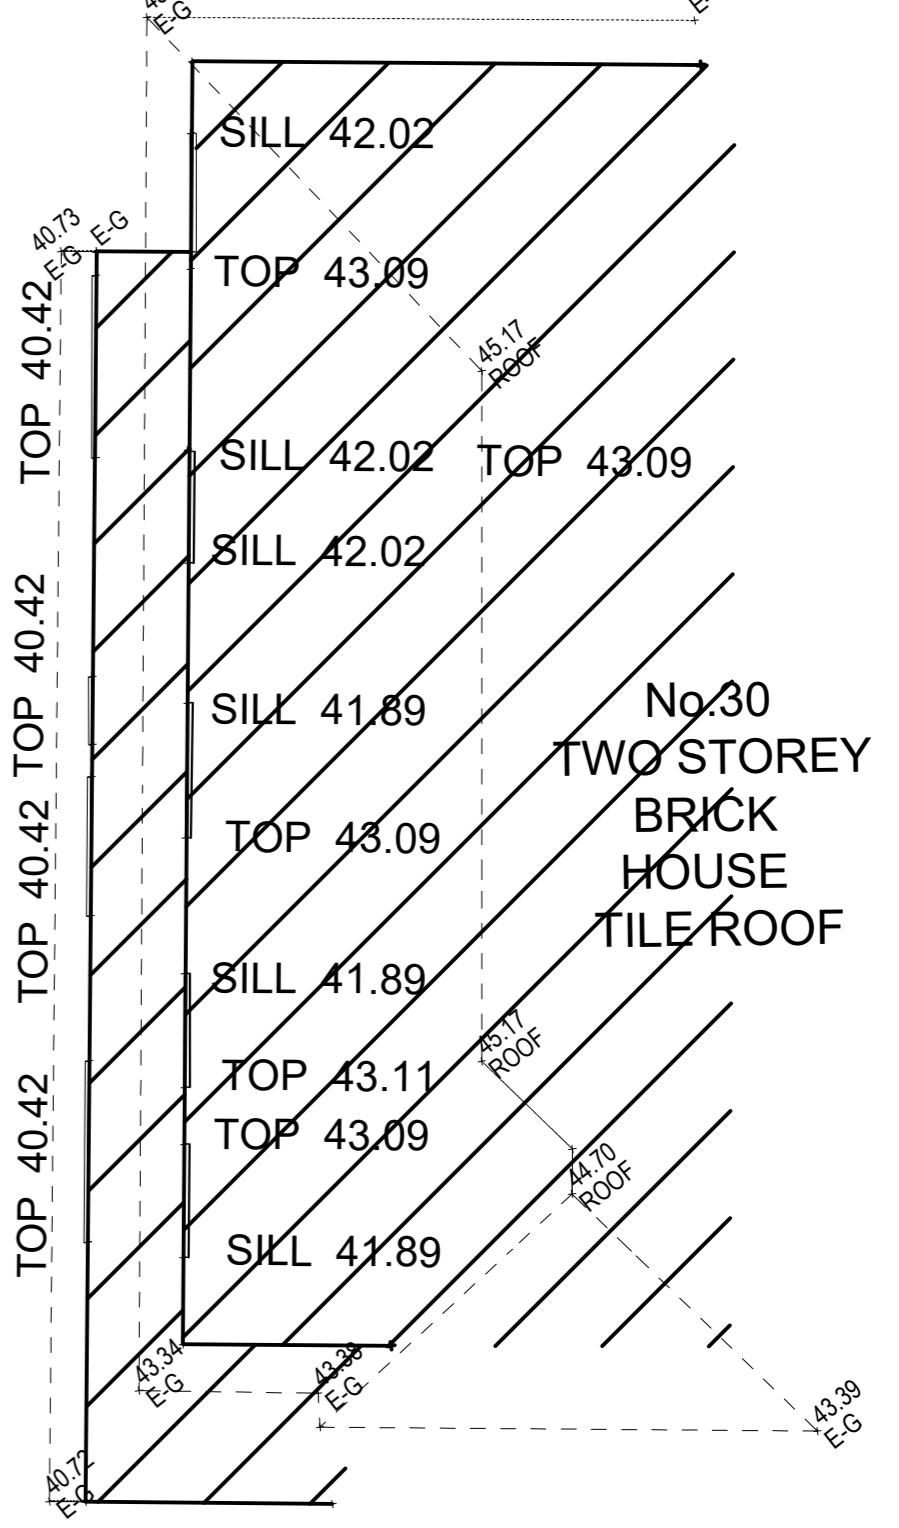 E-G
E-G
SILL 42.02
40.73
E-G
E-G
TOP 43.09
TOP 40.42
45.17
ROOF
SILL 42.02
TOP 43.09
SILL 42.02
TOP 40.42
SILL 41.89
No.30
TWO STOREY
BRICK
HOUSE
TILE ROOF
TOP 43.09
TOP 40.42
SILL 41.89
45.17
ROOF
TOP 43.11
TOP 43.09
TOP 40.42
44.70
ROOF
SILL 41.89
43.34
E-G
E-G
43.39
E-G
40.72
E-G